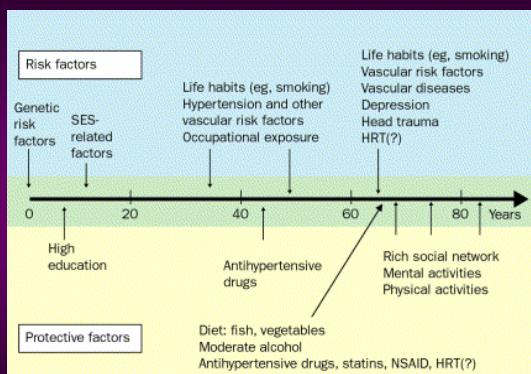 Risk factors
Genetic
risk
factors
SES-
related
factors
Life habits (eg, smoking)
Hypertension and other
vascular risk factors
Occupational exposure
Life habits (eg, smoking)
Vascular risk factors
Vascular diseases
Depression
Head trauma
HRT(?)
0 20 40 60 80 Years
High
education
Antihypertensive
drugs
Rich social network
Mental activities
Physical activities
Protective factors
Diet: fish, vegetables
Moderate alcohol
Antihypertensive drugs, statins, NSAID, HRT(?)